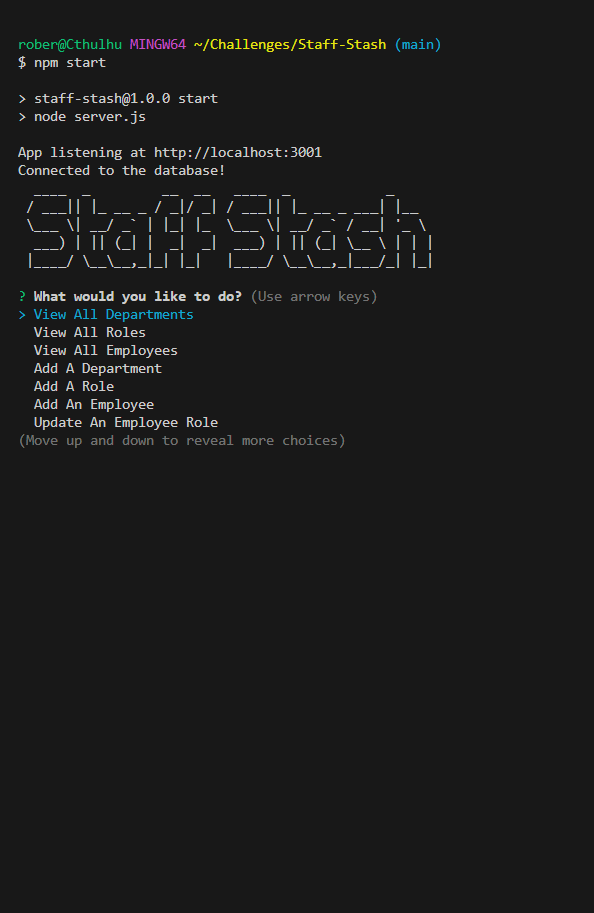 rober@Cthulhu MINGW64 ~/Challenges/Staff-Stash (main)
$ npm start
> staff-stash@1.0.0 start
> node server.js
App listening at http://localhost:3001
Connected to the database!
Staff Stash
? What would you like to do? (Use arrow keys)
> View All Departments
View All Roles
View All Employees
Add A Department
Add A Role
Add An Employee
Update An Employee Role
(Move up and down to reveal more choices)